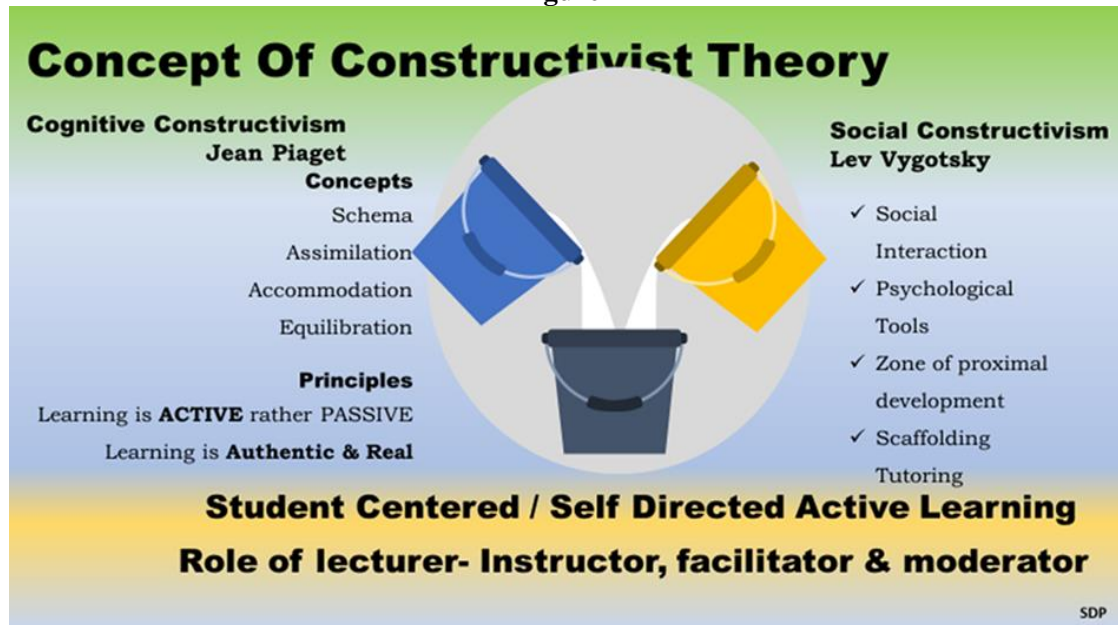 Concept Of Constructivist Theory
Cognitive Constructivism
Jean Piaget
Concepts
Schema
Assimilation
Accommodation
Equilibration
Principles
Learning is ACTIVE rather PASSIVE
Learning is Authentic & Real
Social Constructivism
Lev Vygotsky
✓ Social
Interaction
✓ Psychological
Tools
✓ Zone of proximal
development
✓ Scaffolding
Tutoring
Student Centered / Self Directed Active Learning
Role of lecturer- Instructor, facilitator & moderator
SDP